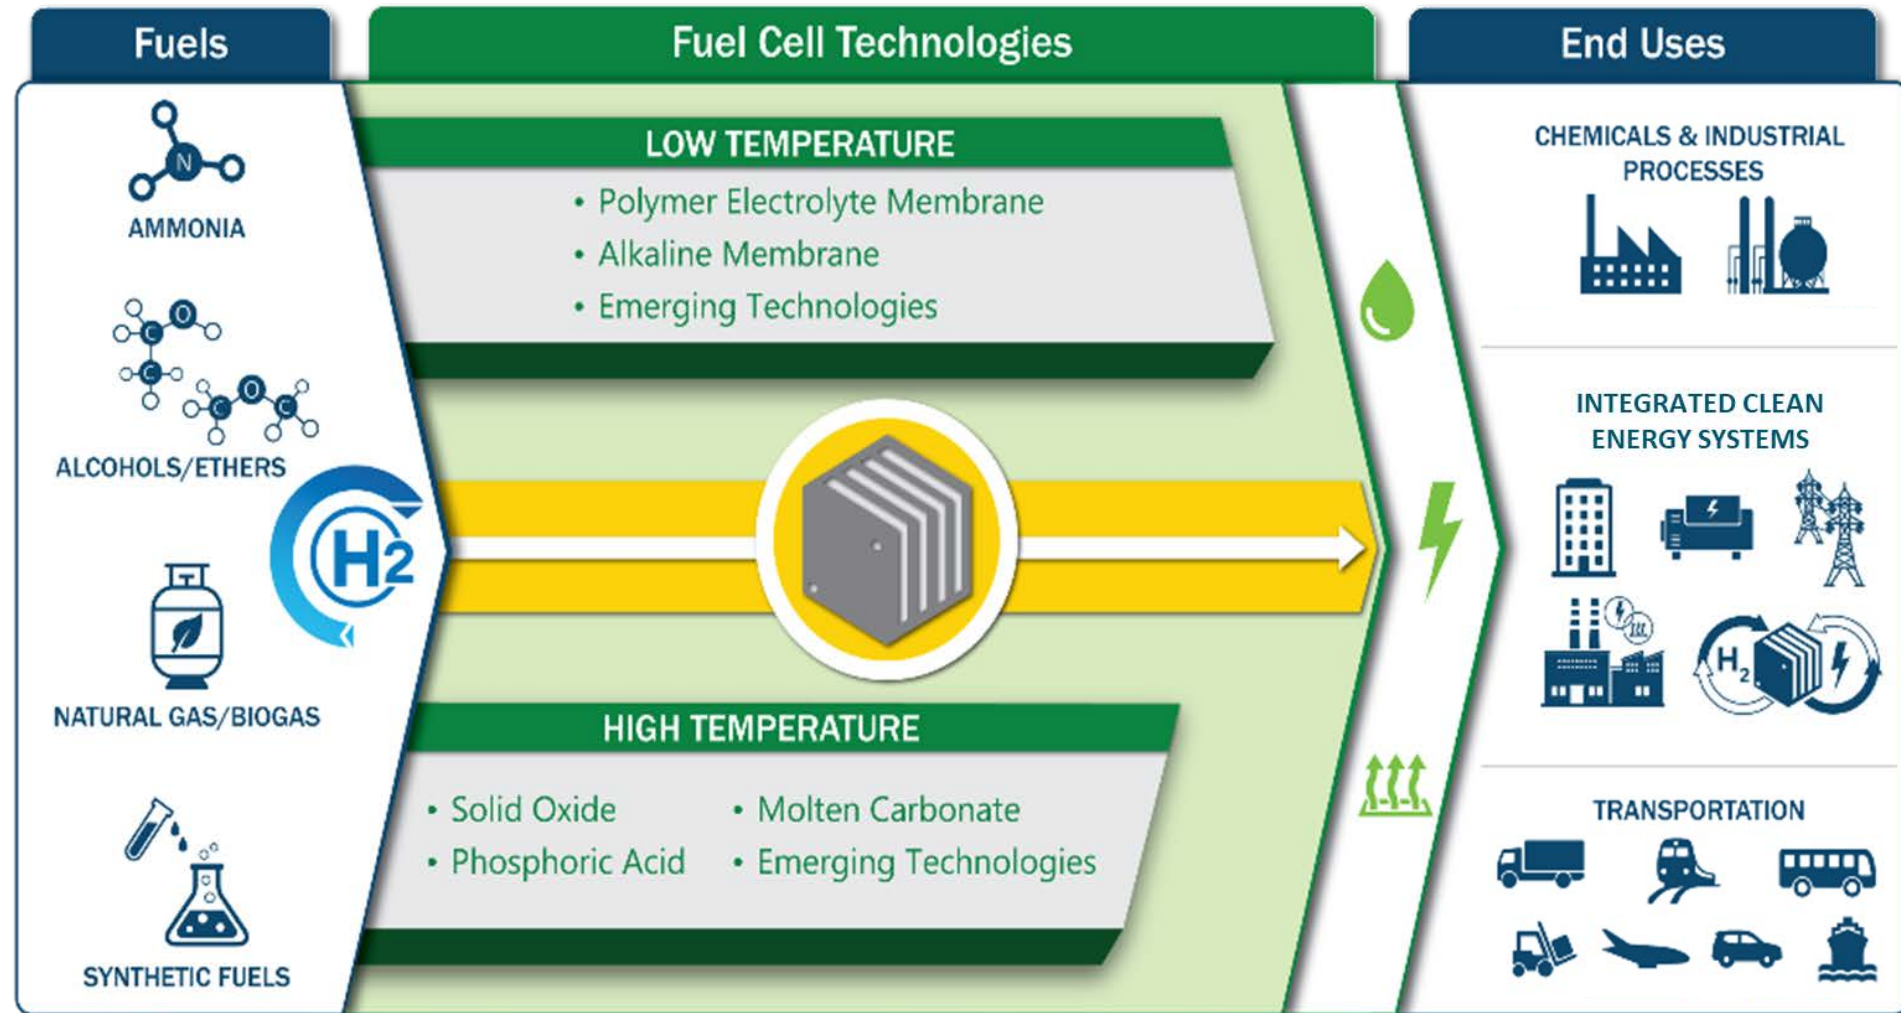 Fuels
Fuel Cell Technologies
End Uses
N
AMMONIA
O
C
C
O
C
C
ALCOHOLS/ETHERS
H2
NATURAL GAS/BIOGAS
SYNTHETIC FUELS
LOW TEMPERATURE
• Polymer Electrolyte Membrane
• Alkaline Membrane
• Emerging Technologies
HIGH TEMPERATURE
• Solid Oxide
• Phosphoric Acid
• Molten Carbonate
• Emerging Technologies
CHEMICALS & INDUSTRIAL
PROCESSES
INTEGRATED CLEAN
ENERGY SYSTEMS
H2
TRANSPORTATION